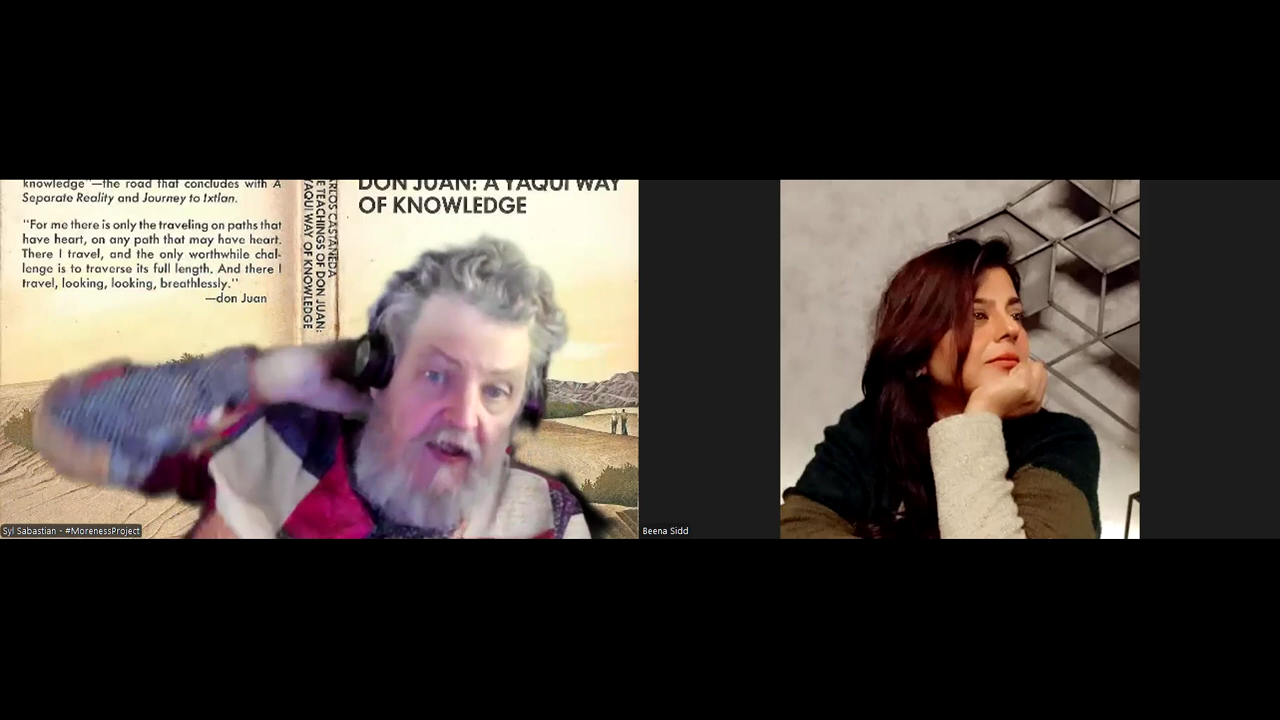 knowledge"—the road that concludes with A
Separate Reality and Journey to Ixtlan.
"For me there is only the traveling on paths that
have heart, on any path that may have heart.
There I travel, and the only worthwhile chal-
lenge is to traverse its full length. And there I
travel, looking, looking, breathlessly."
—don Juan
ARLOS CASTANEDA
E TEACHINGS OF DON JUAN:
YAQUI WAY OF KNOWLEDGE
DON JUAN: A YAQUI WAY
OF KNOWLEDGE
Syl Sabastian - #MorenessProject
Beena Sidd